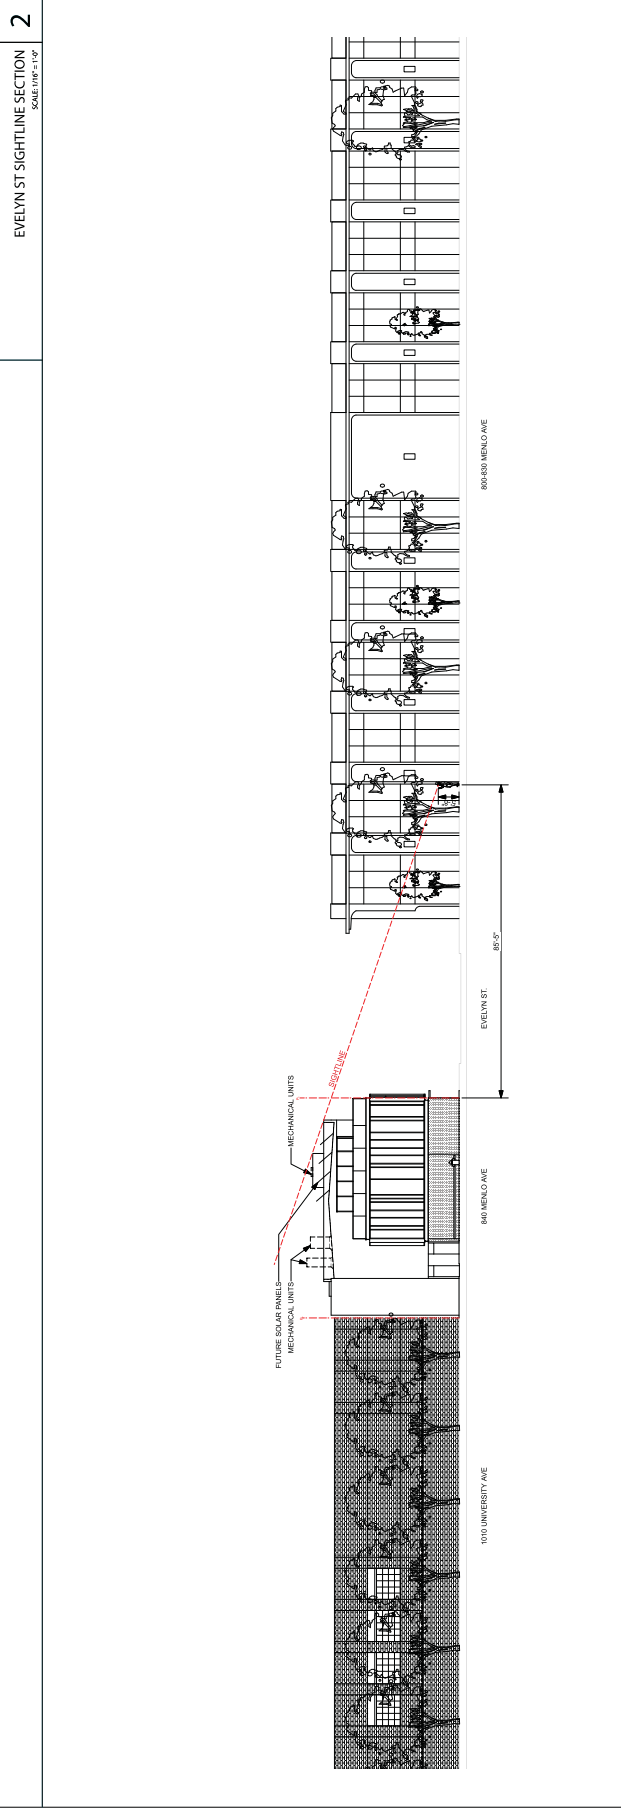 2
EVELYN ST SIGHTLINE SECTION
SCALE: 1/16" = 1'-0"
FUTURE SOLAR PANELS
MECHANICAL UNITS
MECHANICAL UNITS
SIGHTLINE
85'-5"
1010 UNIVERSITY AVE
840 MENLO AVE
EVELYN ST.
800-830 MENLO AVE